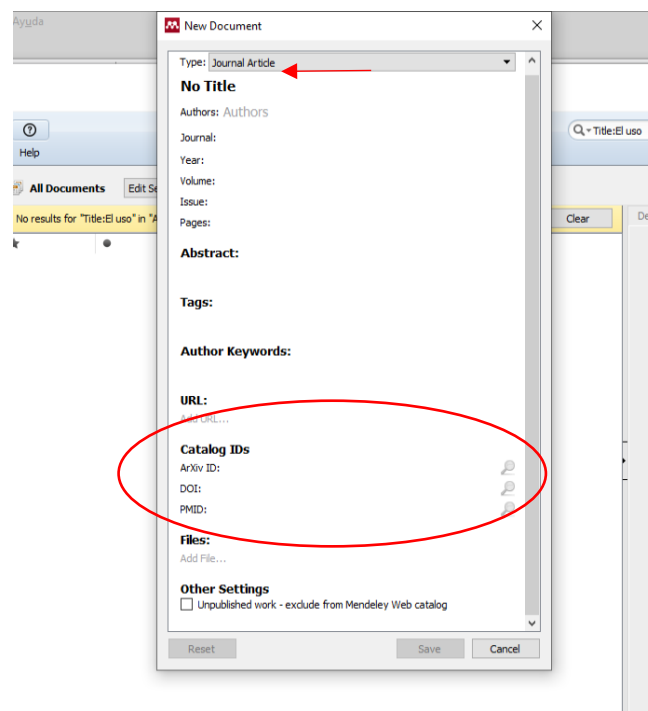 Ayuda
New Document
Type: Journal Article
No Title
Authors: Authors
Journal:
Year:
Volume:
Issue:
Pages:
Abstract:
Tags:
Author Keywords:
URL:
Add URL...
Catalog IDs
ArXiv ID:
DOI:
PMID:
Files:
Add File...
Other Settings
Unpublished work - exclude from Mendeley Web catalog
Reset Save Cancel
Help
Title:El uso
All Documents Edit Se
No results for "Title:El uso" in "A
Clear
De